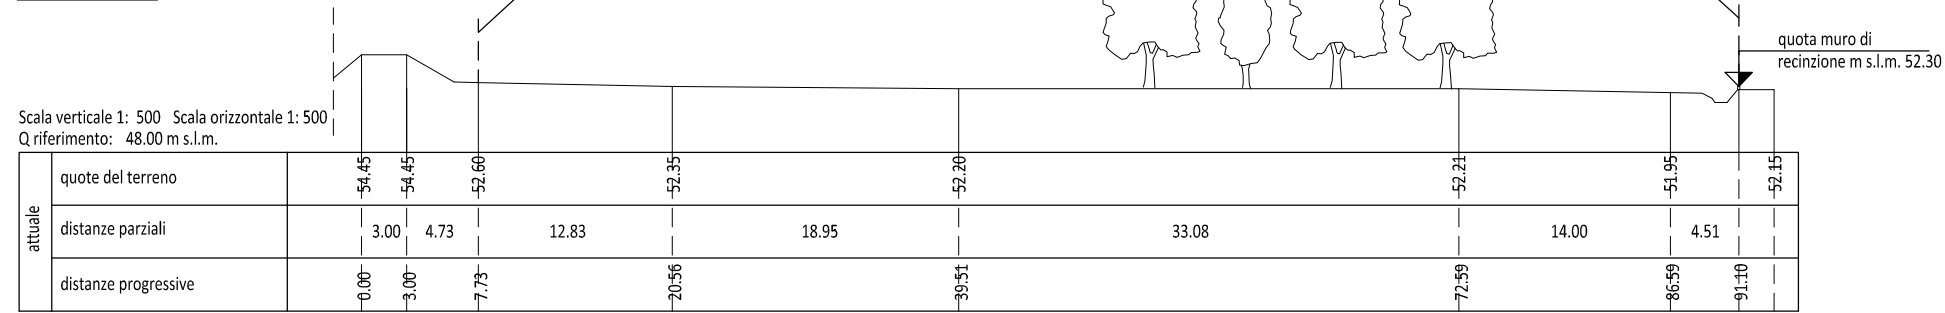 quota muro di
recinzione m s.l.m. 52.30
Scala verticale 1: 500 Scala orizzontale 1: 500
Q riferimento: 48.00 m s.l.m.
attuale
quote del terreno
54.45 54.45 52.60 52.35 52.20 52.21 51.95 52.15
distanze parziali
3.00 4.73 12.83 18.95 33.08 14.00 4.51
distanze progressive
0.00 3.00 7.73 20.56 39.51 72.59 86.59 91.10